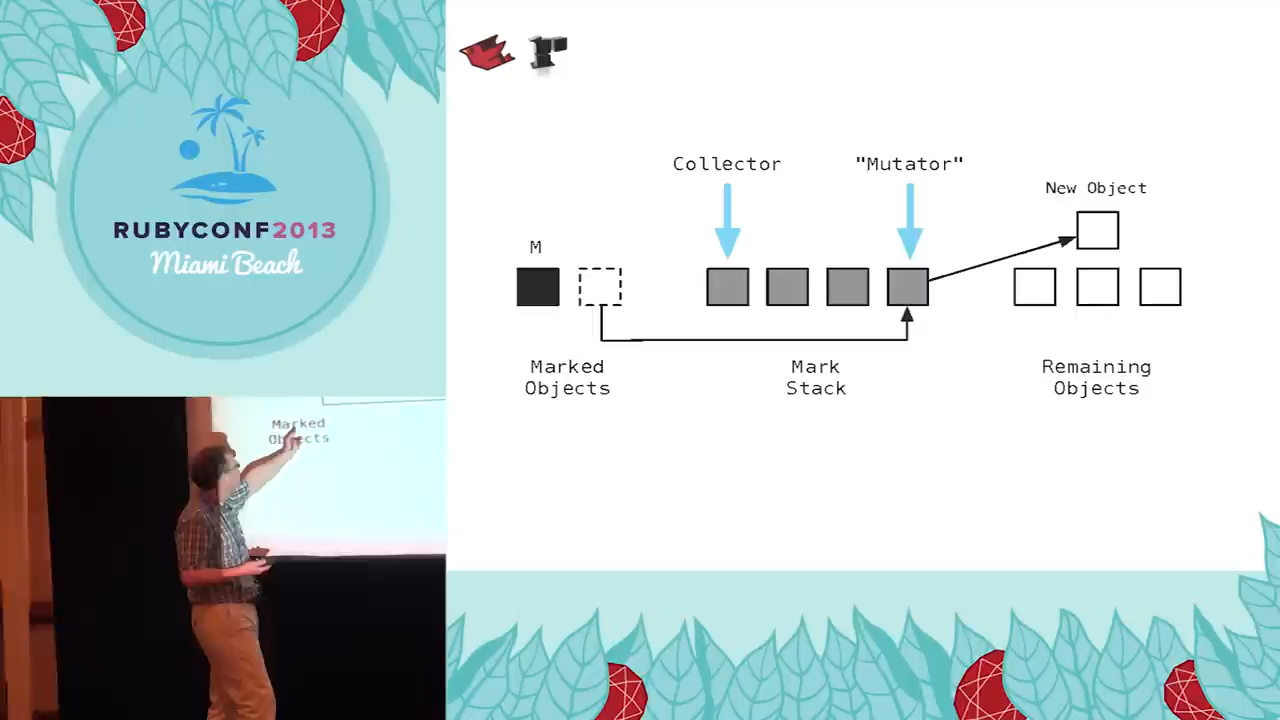 RUBYCONF2013
Miami Beach
Collector
"Mutator"
New Object
M
Marked
Objects
Mark
Stack
Remaining
Objects
Marked
Objects